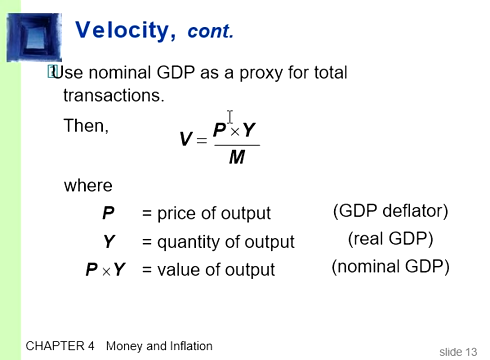 Velocity, cont.
Use nominal GDP as a proxy for total
transactions.
Then,
V = P × Y / M
where
P = price of output (GDP deflator)
Y = quantity of output (real GDP)
P × Y = value of output (nominal GDP)
CHAPTER 4 Money and Inflation
slide 13